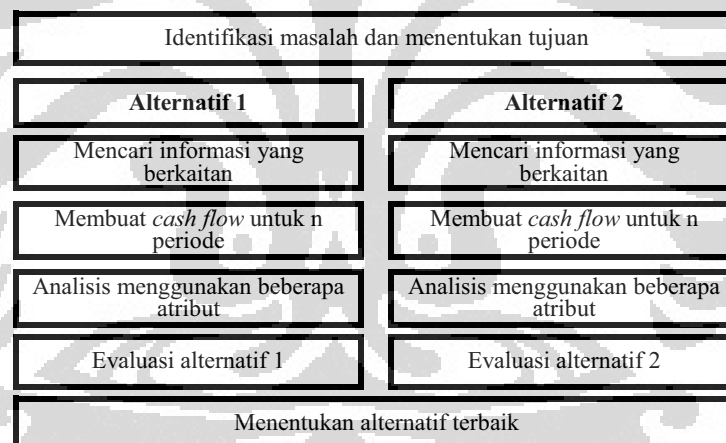 Identifikasi masalah dan menentukan tujuan
Alternatif 1
Alternatif 2
Mencari informasi yang
berkaitan
Mencari informasi yang
berkaitan
Membuat cash flow untuk n
periode
Membuat cash flow untuk n
periode
Analisis menggunakan beberapa
atribut
Analisis menggunakan beberapa
atribut
Evaluasi alternatif 1
Evaluasi alternatif 2
Menentukan alternatif terbaik